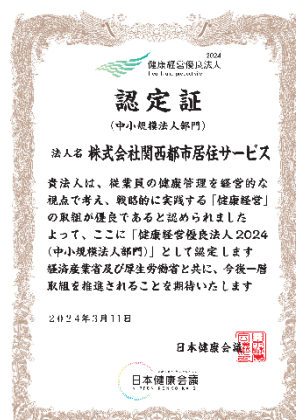 2024
健康経営優良法人
認定証
(中小規模法人部門)
法人名 株式会社関西都市居住サービス
貴法人は、従業員の健康管理を経営的な
視点で考え、戦略的に実践する「健康経営」
の取組が優良であると認められました
よって、ここに「健康経営優良法人2024
(中小規模法人部門)」として認定します
経済産業省及び厚生労働省と共に、今後一層
取組を推進されることを期待いたします
2024年3月11日
日本健康会議
日本健康会議